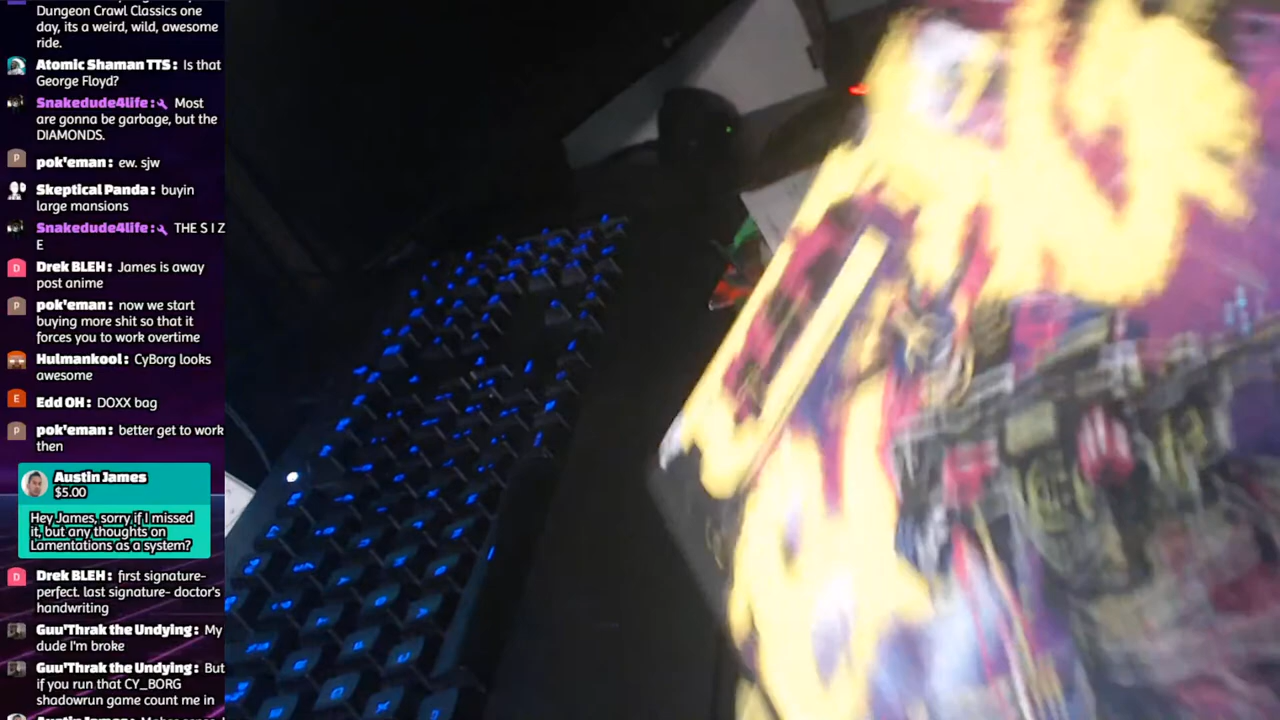 Dungeon Crawl Classics one
day, its a weird, wild, awesome
ride.
Atomic Shaman TTS: Is that
George Floyd?
Snakedude4life: Most
are gonna be garbage, but the
DIAMONDS.
P
pok'eman: ew. sjw
Skeptical Panda: buyin
large mansions
Snakedude4life: THE S I Z
E
D
Drek BLEH: James is away
post anime
P
pok'eman: now we start
buying more shit so that it
forces you to work overtime
Hulmankool: CyBorg looks
awesome
E
Edd OH: DOXX bag
P
pok'eman: better get to work
then
Austin James
$5.00
Hey James, sorry if I missed
it, but any thoughts on
Lamentations as a system?
D
Drek BLEH: first signature-
perfect. last signature- doctor's
handwriting
Guu'Thrak the Undying: My
dude I'm broke
Guu'Thrak the Undying: But
if you run that CY_BORG
shadowrun game count me in